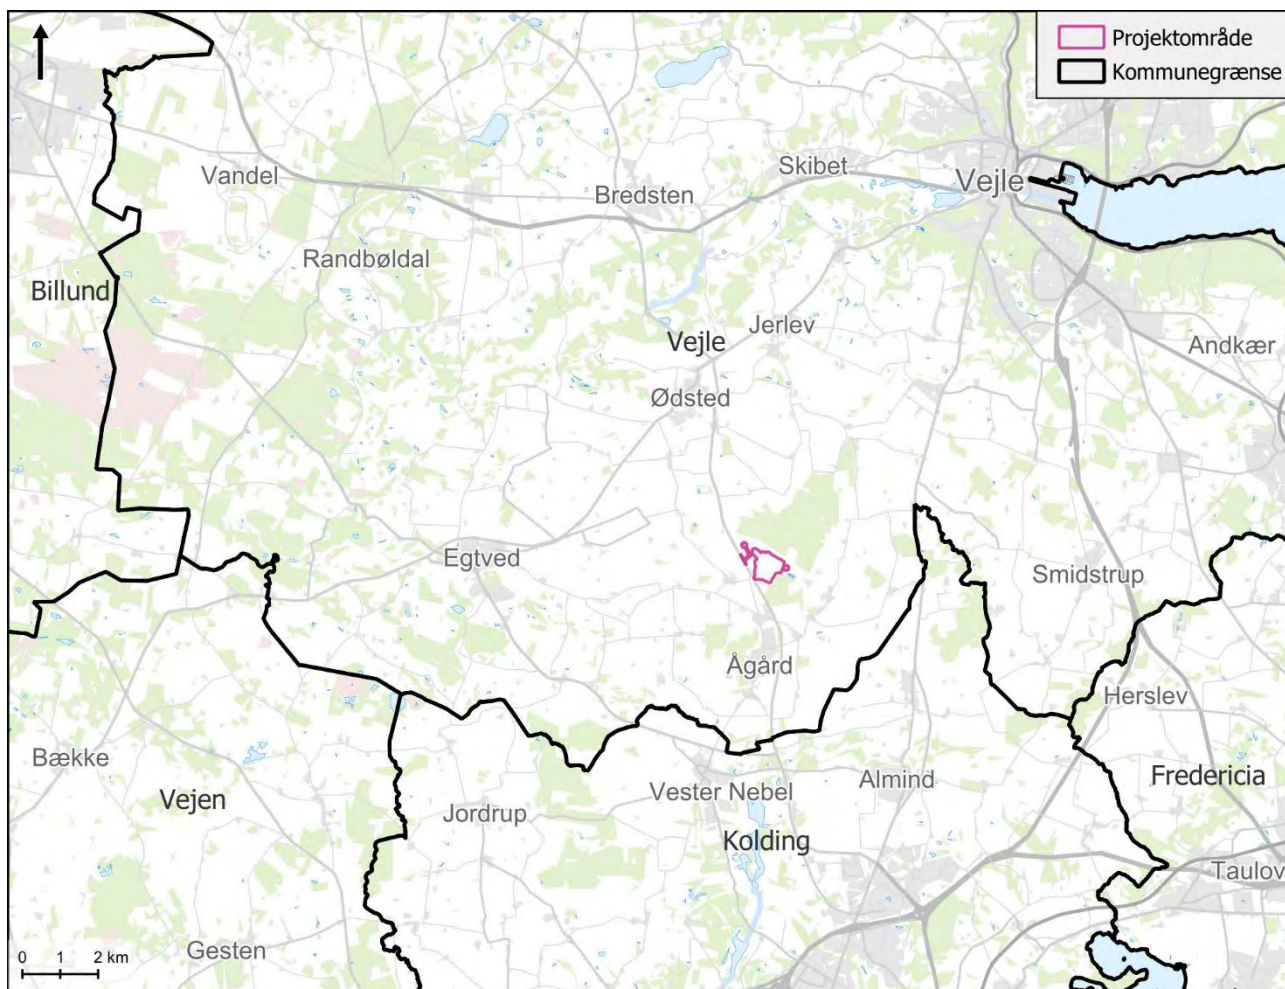 Projektområde
Kommunegrænse
Vandel
Bredsten
Skibet
Vejle
Randbøldal
Billund
Jerlev
Vejle
Andkær
Ødsted
Egtved
Smidstrup
Ågård
Herslev
Bække
Vejen
Jordrup
Vester Nebel
Almind
Fredericia
Kolding
Taulov
Gesten
0 1 2 km